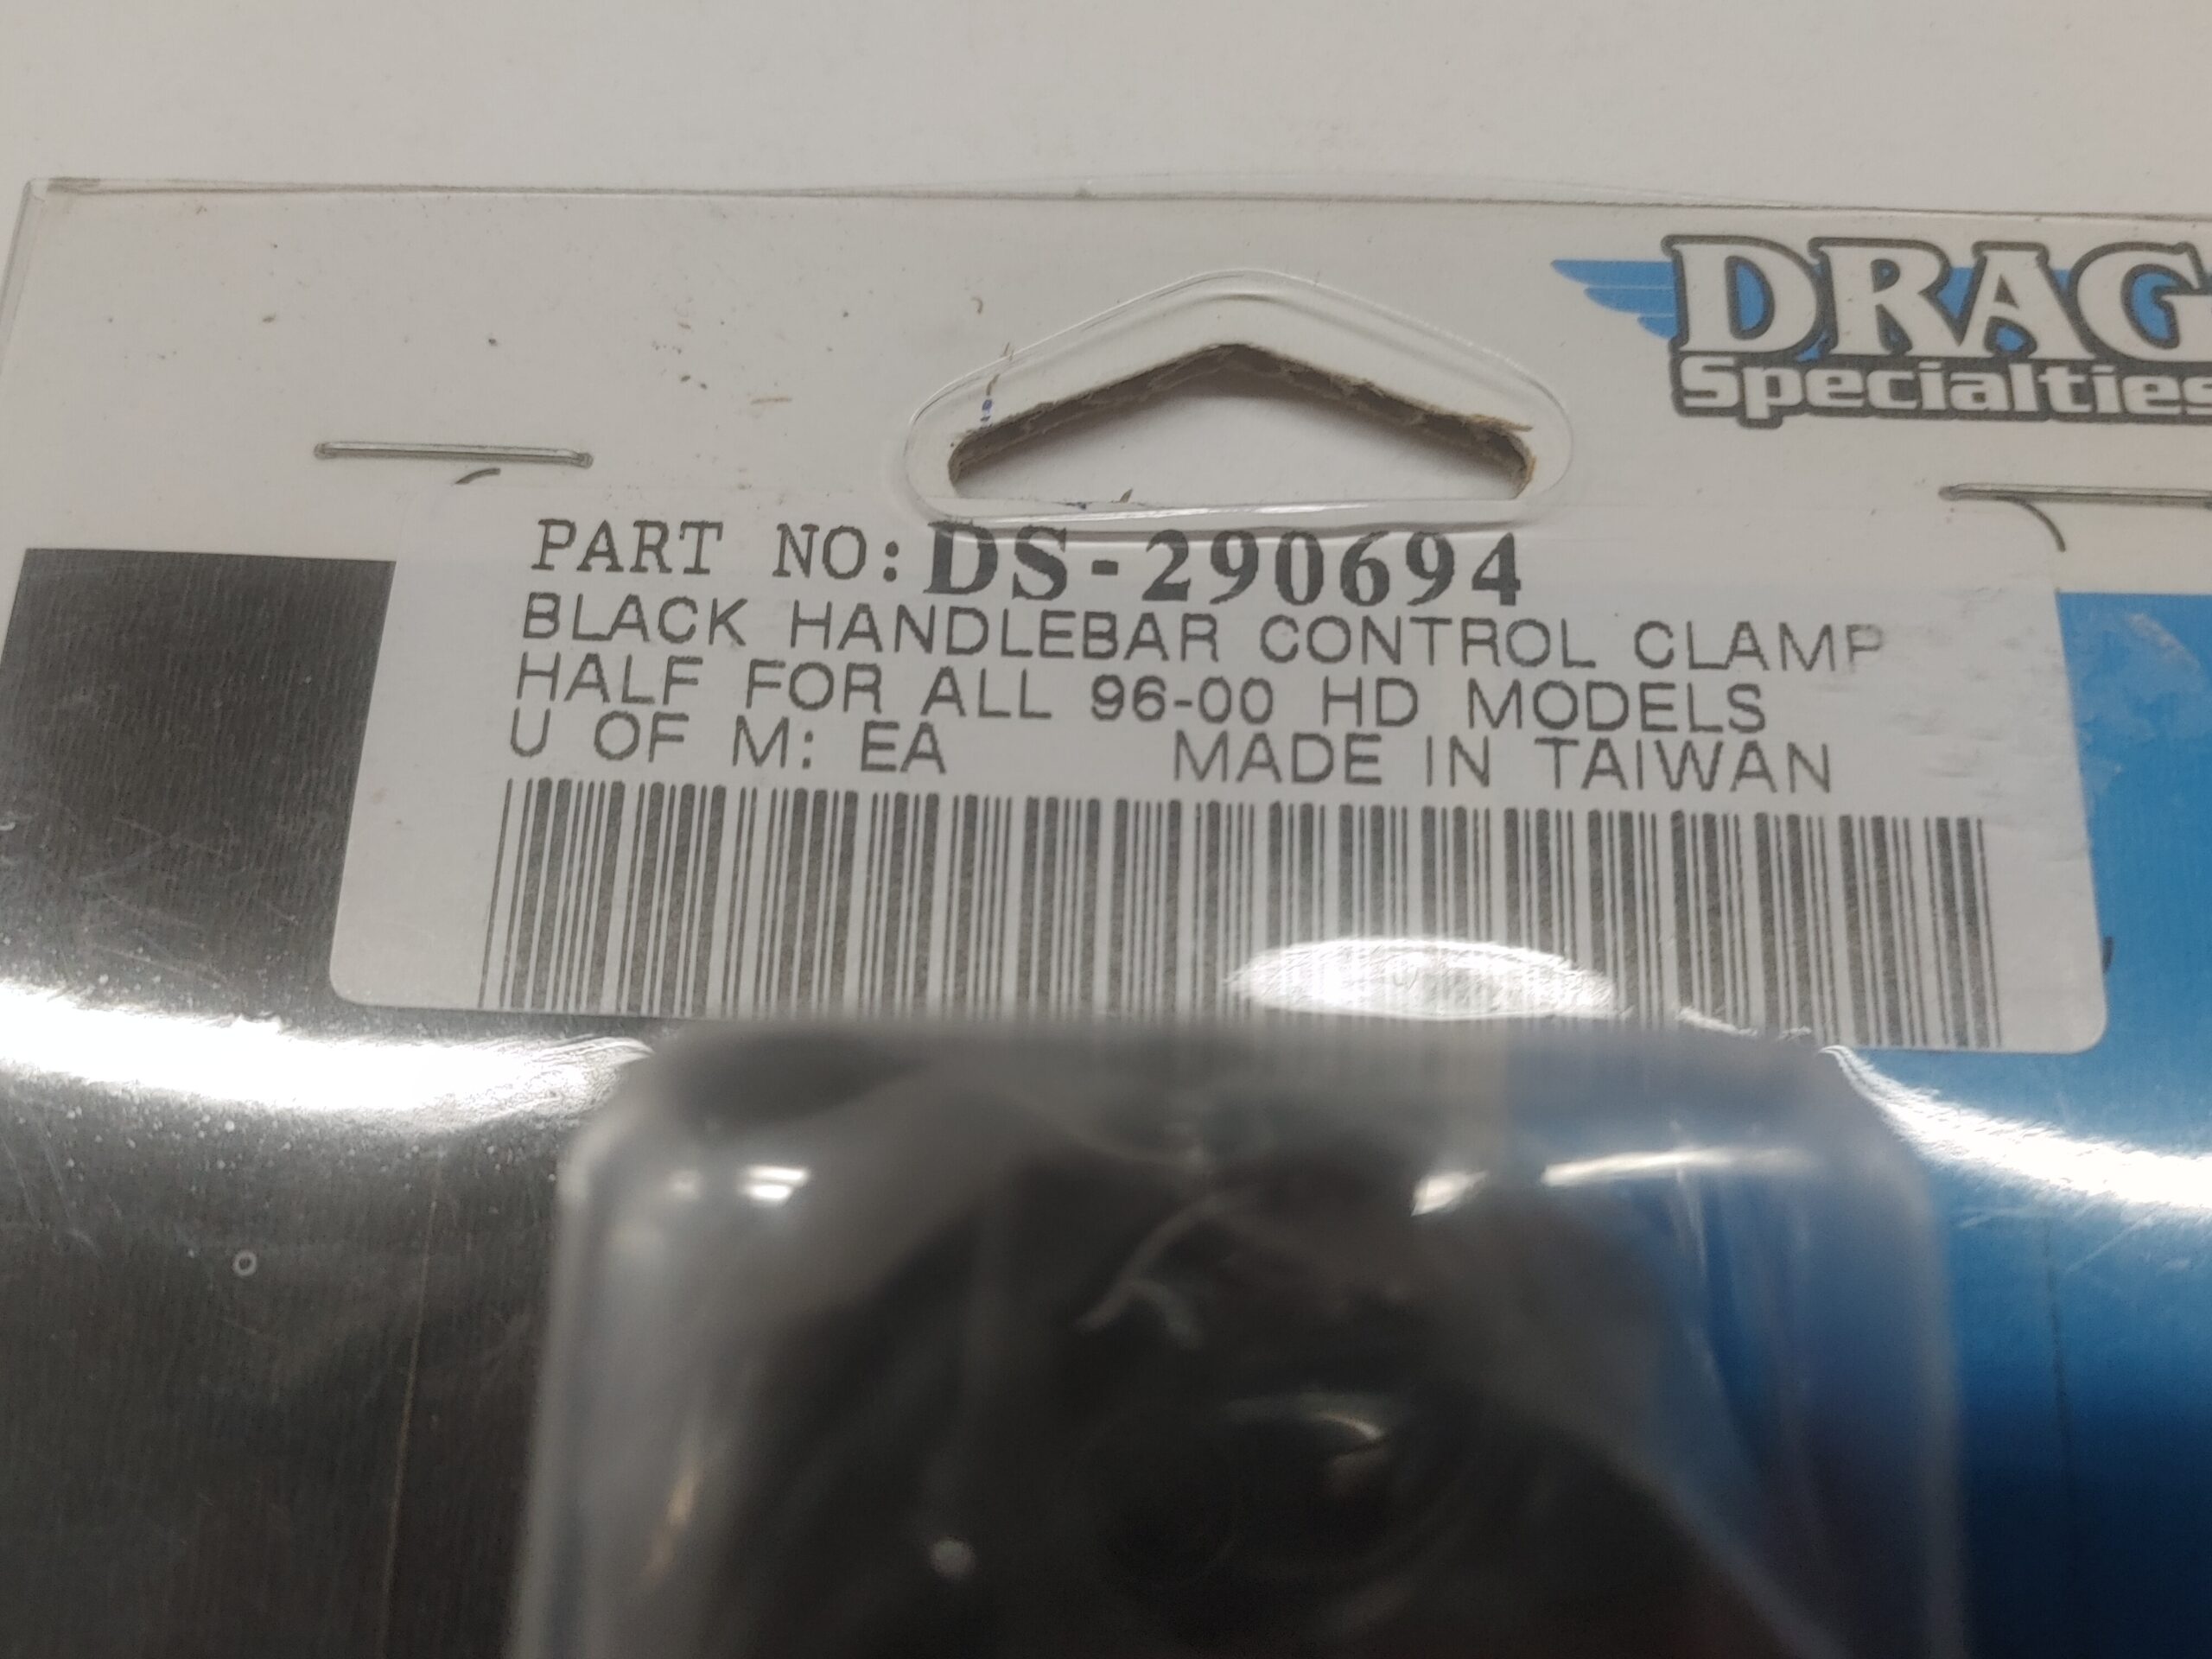 DRAG
Specialties
PART NO: DS-290694
BLACK HANDLEBAR CONTROL CLAMP
HALF FOR ALL 96-00 HD MODELS
U OF M: EA MADE IN TAIWAN